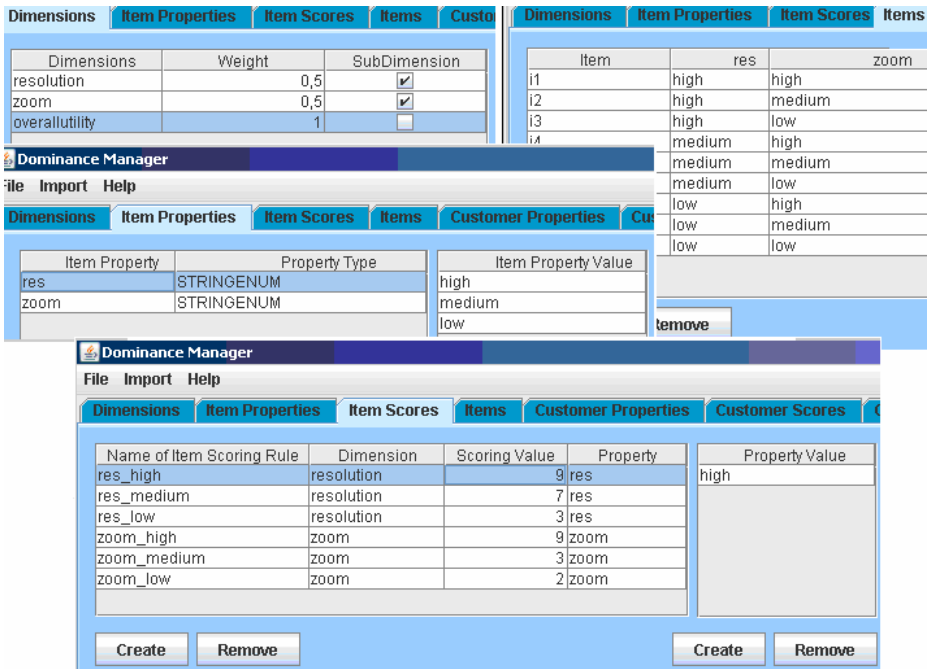 Dimensions Item Properties Item Scores Items
Dimensions Weight SubDimension
resolution 0,5
zoom 0,5
overallutility 1
Dimensions Item Properties Item Scores Items
Item res zoom
i1 high high
i2 high medium
i3 high low
i4 medium high
medium medium
medium low
low high
low medium
low low
Remove
Dominance Manager
File Import Help
Dimensions Item Properties Item Scores Items Customer Properties
Item Property Property Type
res STRINGENUM
zoom STRINGENUM
Item Property Value
high
medium
low
Dominance Manager
File Import Help
Dimensions Item Properties Item Scores Items Customer Properties Customer Scores
Name of Item Scoring Rule Dimension Scoring Value Property
res_high resolution 9 res
res_medium resolution 7 res
res_low resolution 3 res
zoom_high zoom 9 zoom
zoom_medium zoom 3 zoom
zoom_low zoom 2 zoom
Property Value
high
Create Remove
Create Remove